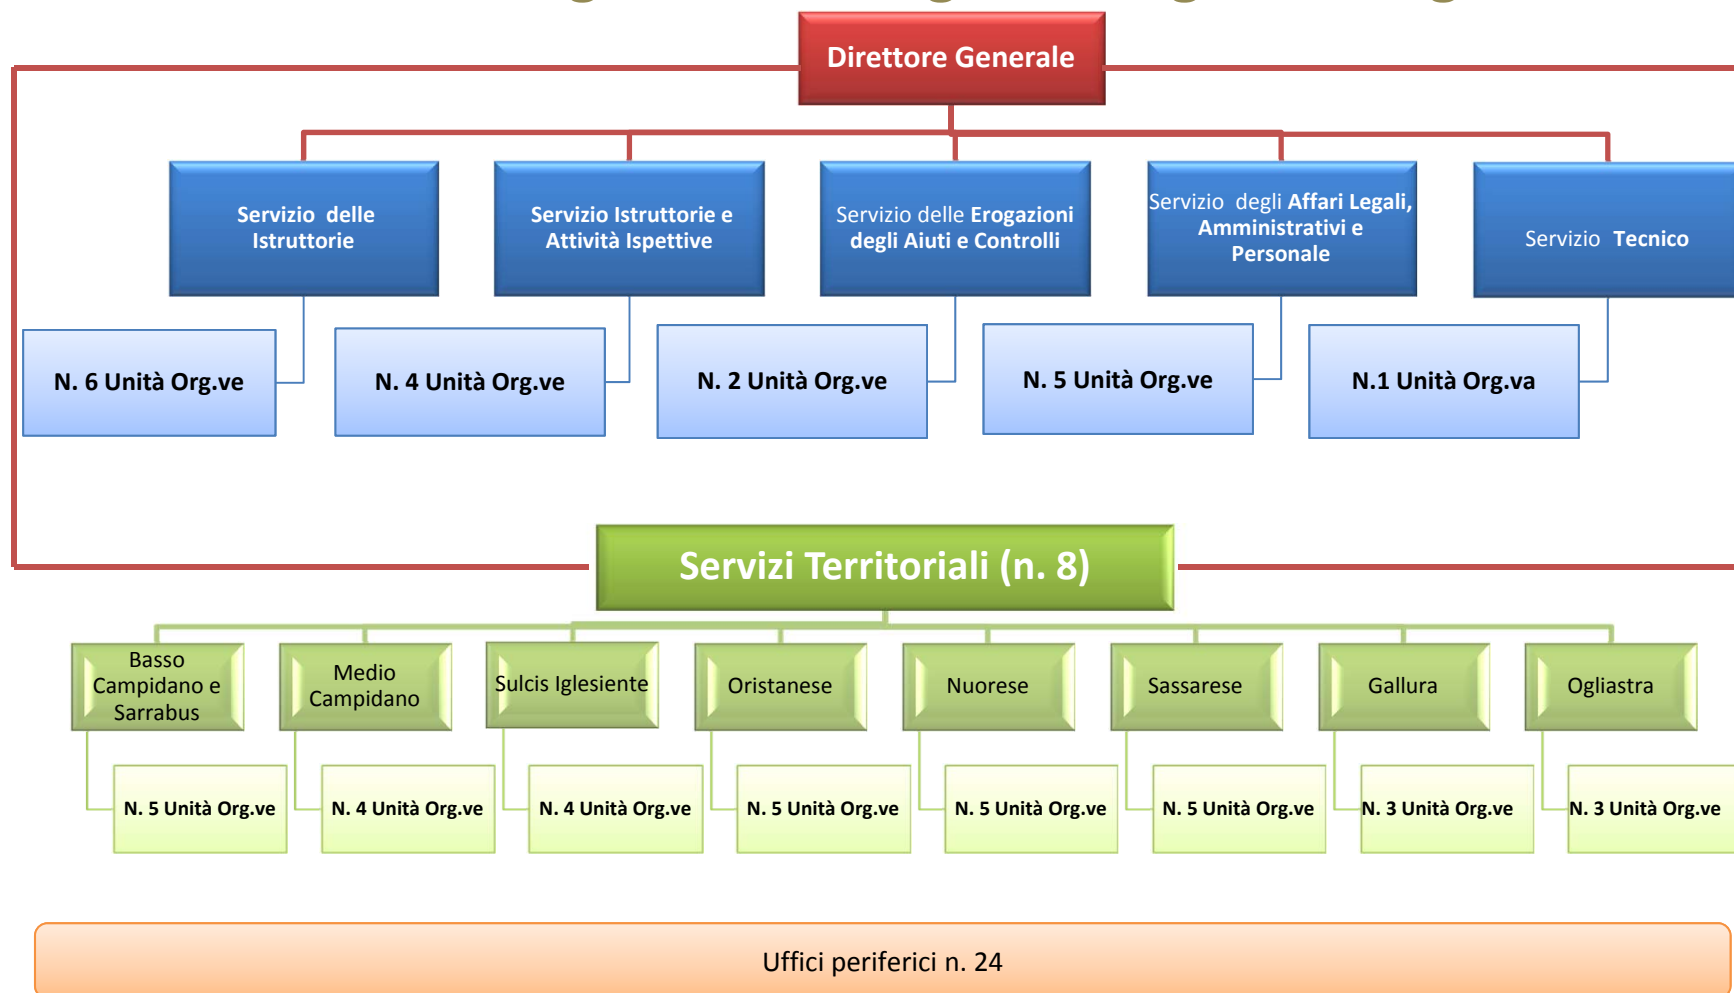 Direttore Generale
Servizio delle
Istruttorie
Servizio Istruttorie e
Attività Ispettive
Servizio delle Erogazioni
degli Aiuti e Controlli
Servizio degli Affari Legali,
Amministrativi e
Personale
Servizio Tecnico
N. 6 Unità Org.ve
N. 4 Unità Org.ve
N. 2 Unità Org.ve
N. 5 Unità Org.ve
N.1 Unità Org.va
Servizi Territoriali (n. 8)
Basso
Campidano e
Sarrabus
Medio
Campidano
Sulcis Iglesiente
Oristanese
Nuorese
Sassarese
Gallura
Ogliastra
N. 5 Unità Org.ve
N. 4 Unità Org.ve
N. 4 Unità Org.ve
N. 5 Unità Org.ve
N. 5 Unità Org.ve
N. 5 Unità Org.ve
N. 3 Unità Org.ve
N. 3 Unità Org.ve
Uffici periferici n. 24